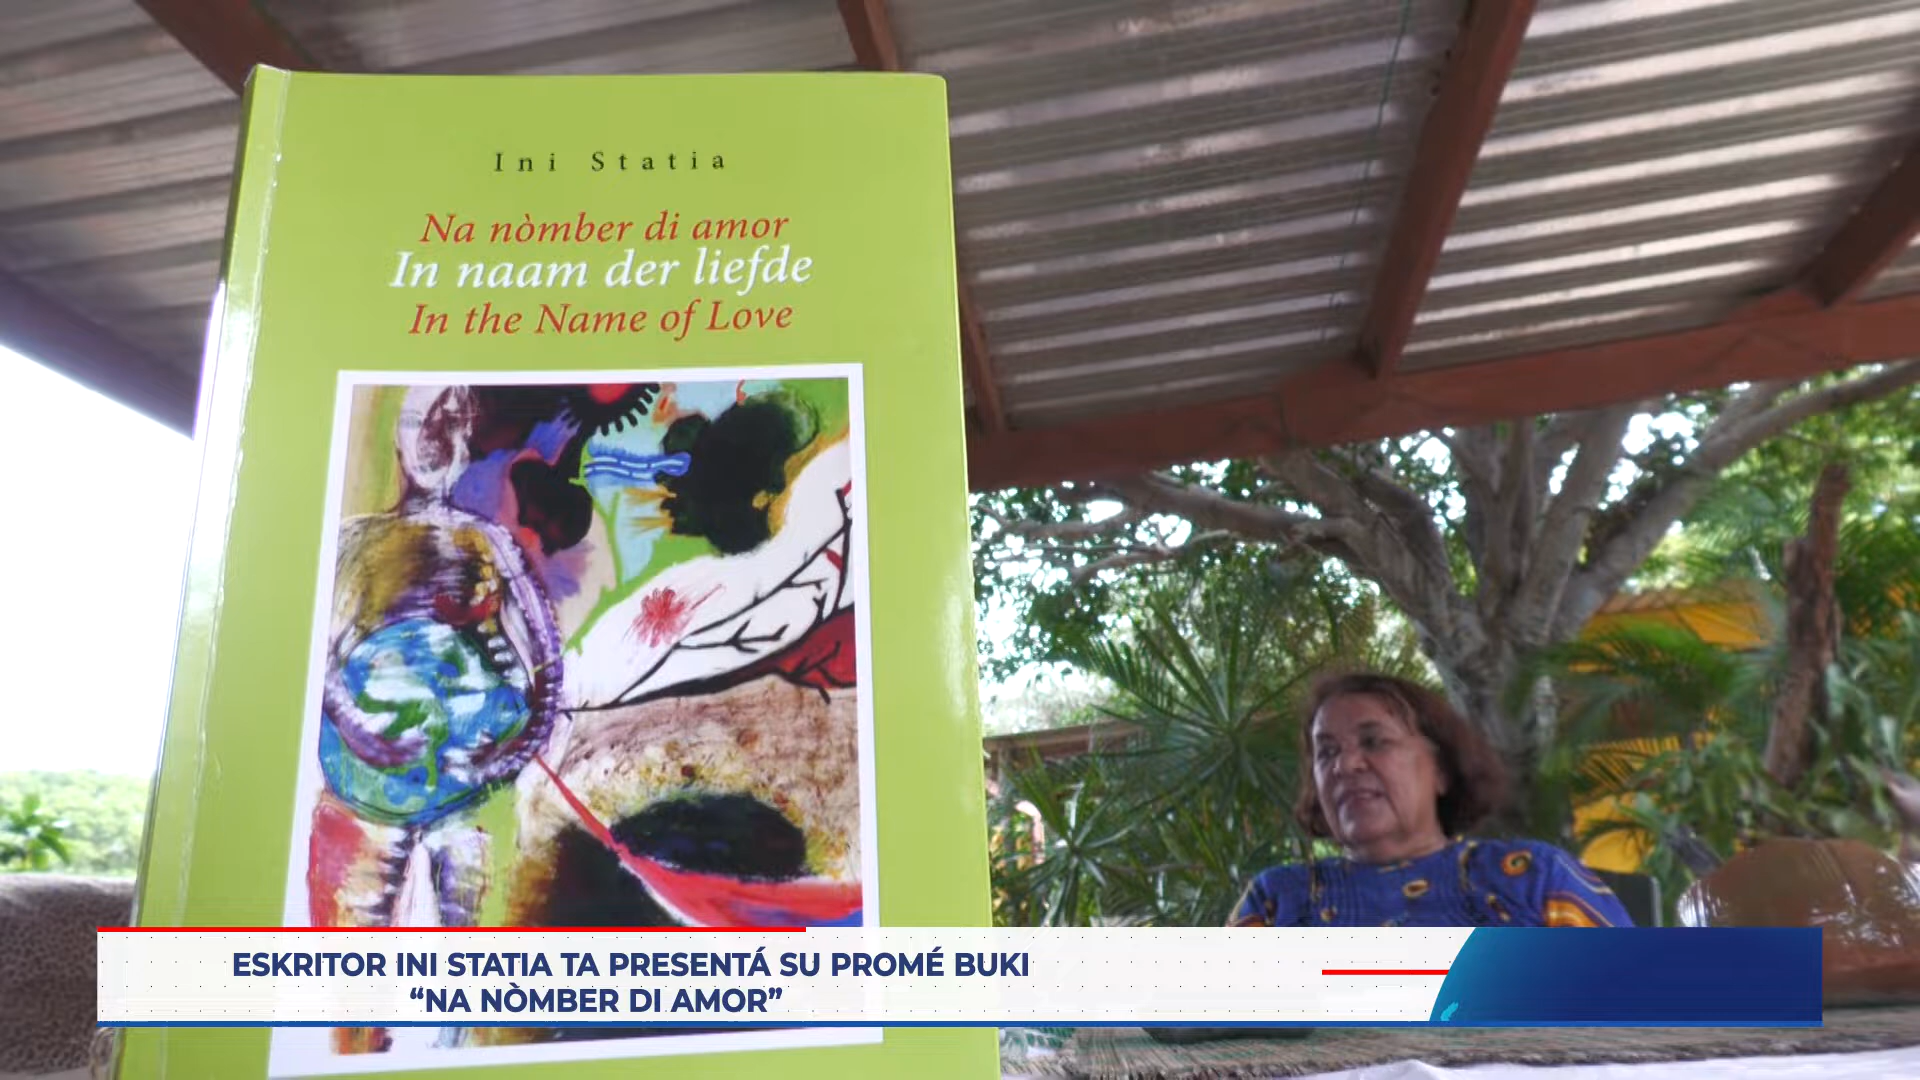 Ini Statia
Na nòmber di amor
In naam der liefde
In the Name of Love
ESKRITOR INI STATIA TA PRESENTÁ SU PROMÉ BUKI
“NA NÒMBER DI AMOR”